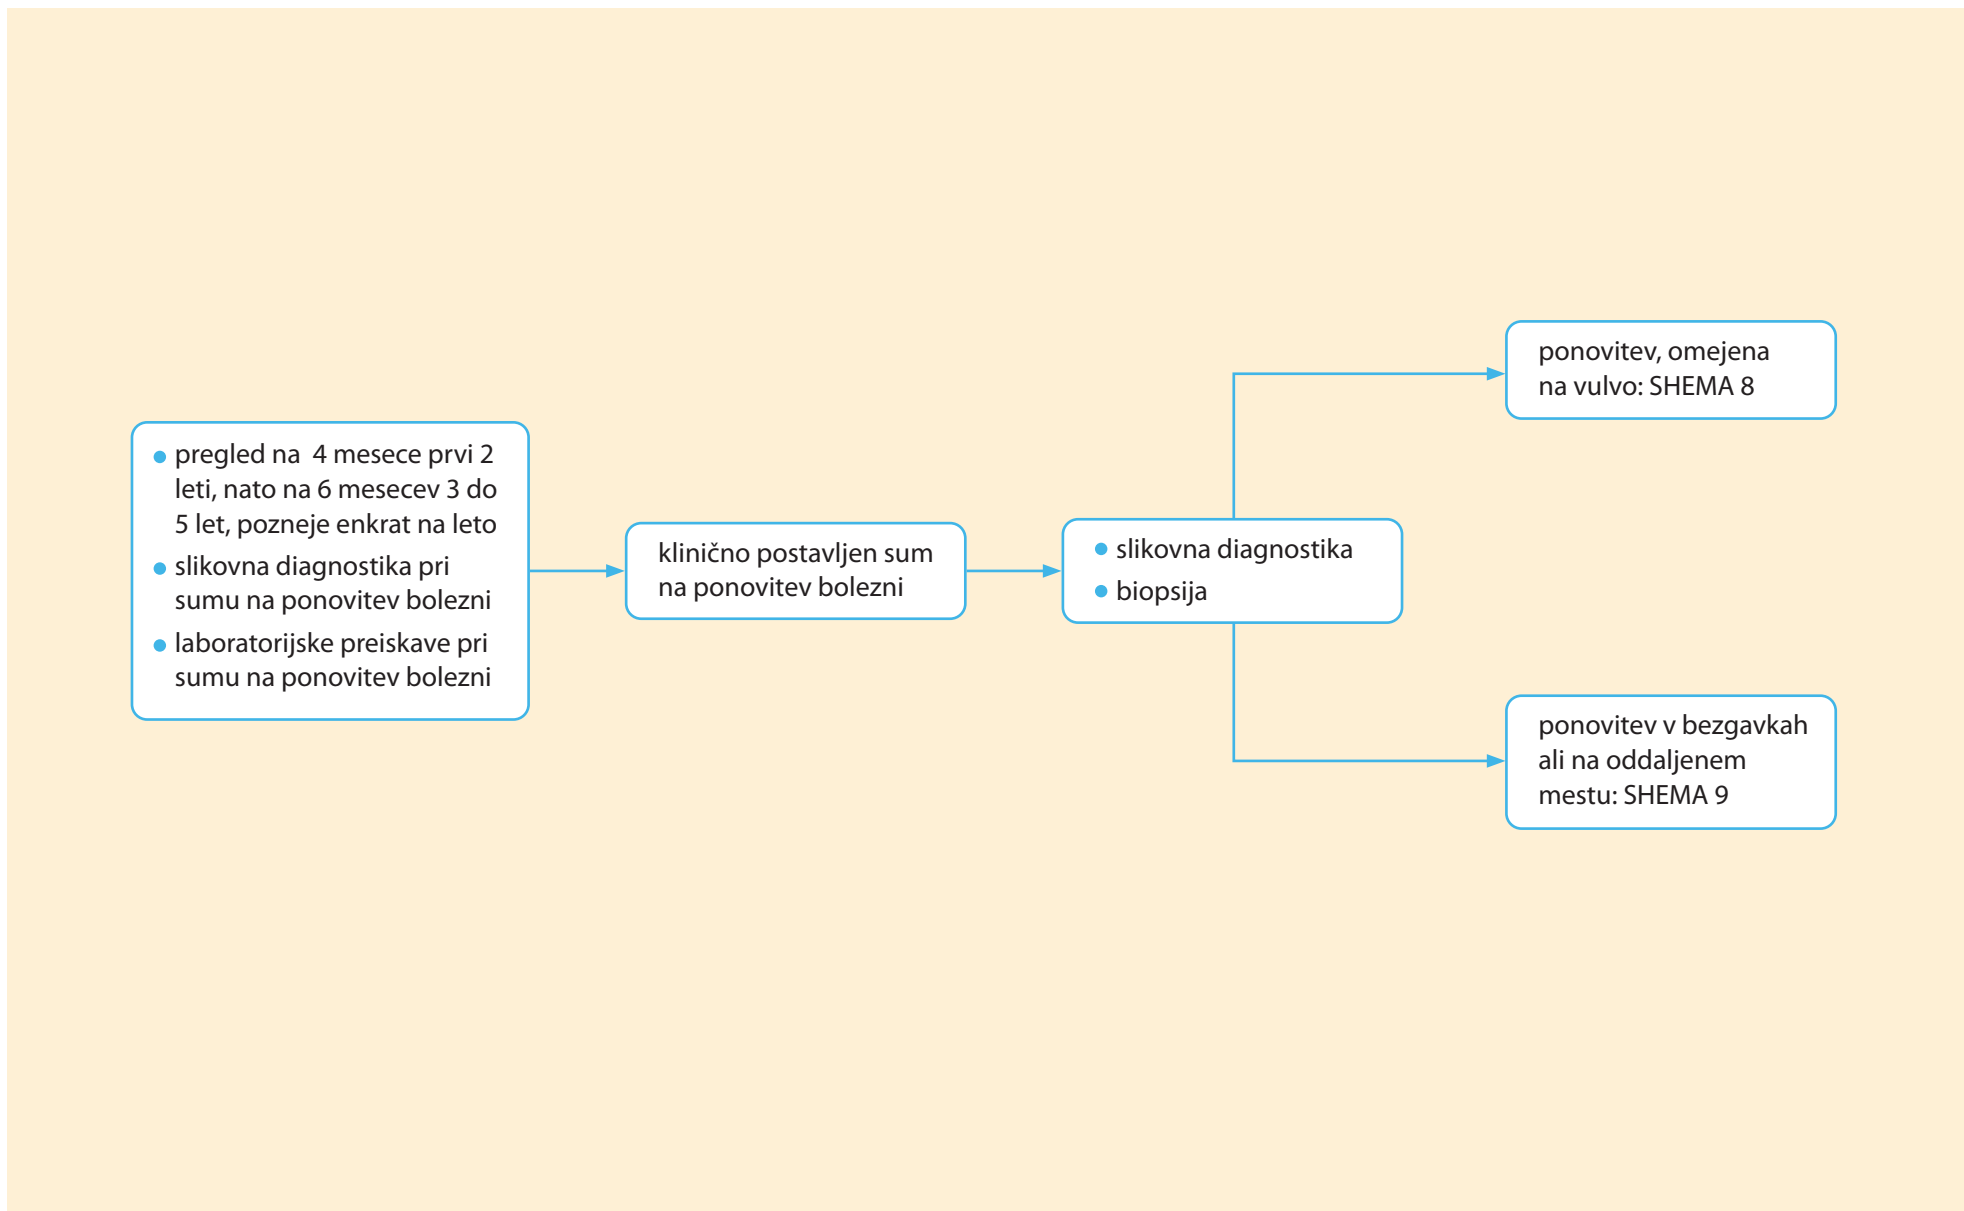 pregled na 4 mesece prvi 2
leti, nato na 6 mesecev 3 do
5 let, pozneje enkrat na leto
slikovna diagnostika pri
sumu na ponovitev bolezni
laboratorijske preiskave pri
sumu na ponovitev bolezni
klinično postavljen sum
na ponovitev bolezni
slikovna diagnostika
biopsija
ponovitev, omejena
na vulvo: SHEMA 8
ponovitev v bezgavkah
ali na oddaljenem
mestu: SHEMA 9